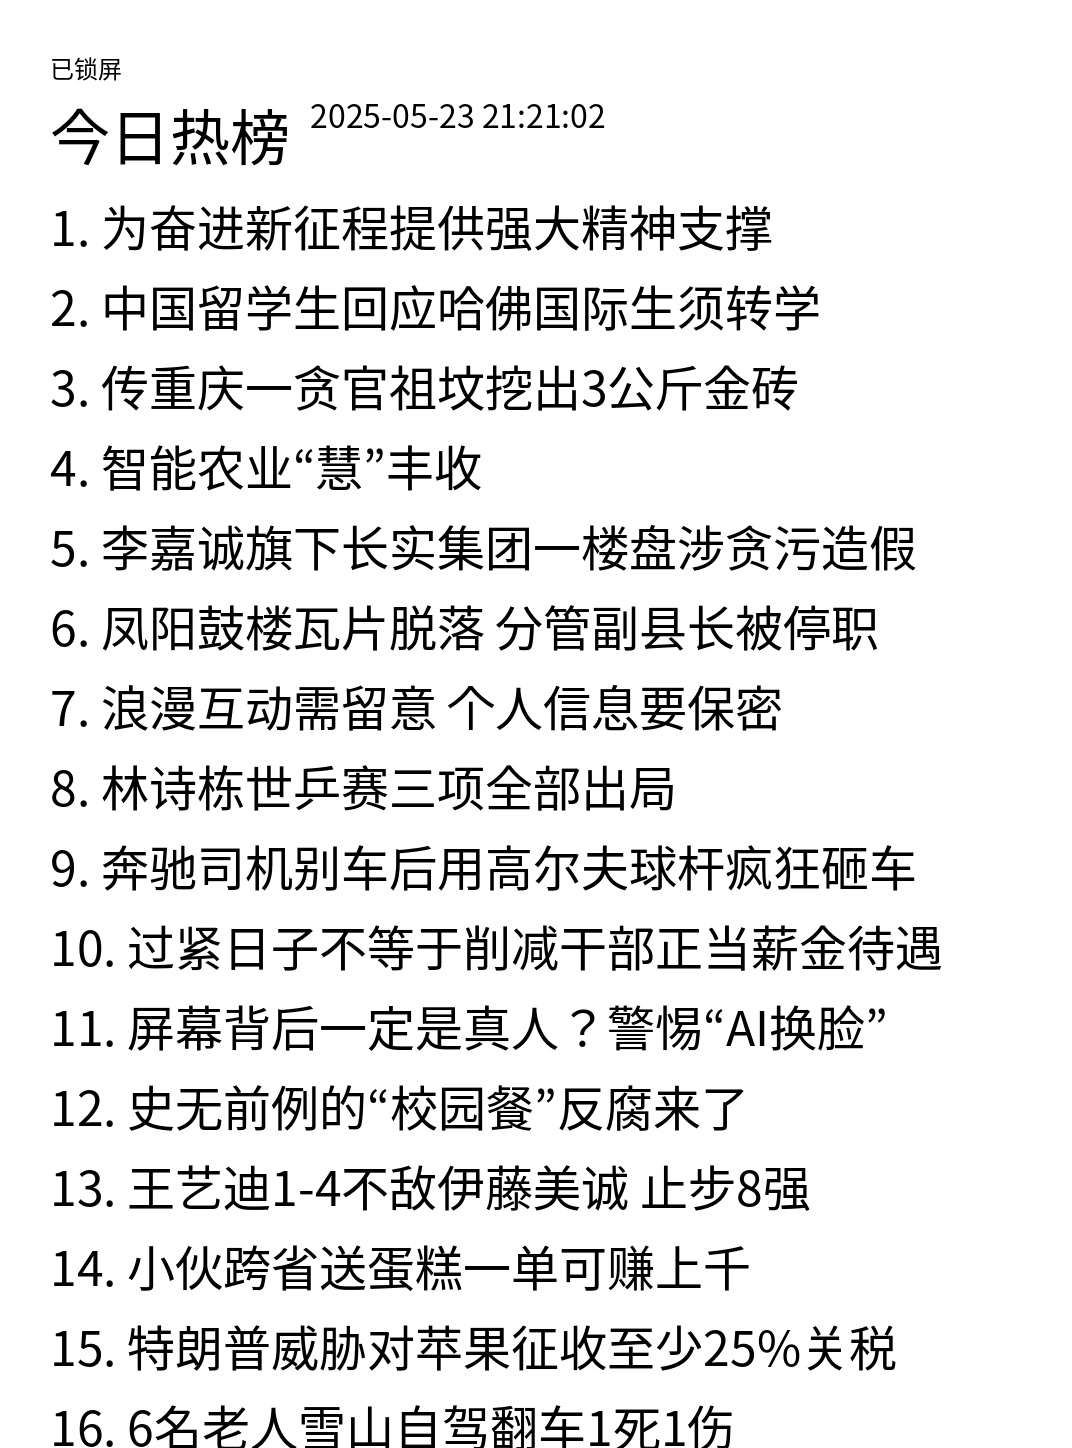 已锁屏
今日热榜 2025-05-23 21:21:02
1. 为奋进新征程提供强大精神支撑
2. 中国留学生回应哈佛国际生须转学
3. 传重庆一贪官祖坟挖出3公斤金砖
4. 智能农业“慧”丰收
5. 李嘉诚旗下长实集团一楼盘涉贪污造假
6. 凤阳鼓楼瓦片脱落 分管副县长被停职
7. 浪漫互动需留意 个人信息要保密
8. 林诗栋世乒赛三项全部出局
9. 奔驰司机别车后用高尔夫球杆疯狂砸车
10. 过紧日子不等于削减干部正当薪金待遇
11. 屏幕背后一定是真人？警惕“AI换脸”
12. 史无前例的“校园餐”反腐来了
13. 王艺迪1-4不敌伊藤美诚 止步8强
14. 小伙跨省送蛋糕一单可赚上千
15. 特朗普威胁对苹果征收至少25%关税
16. 6名老人雪山自驾翻车1死1伤